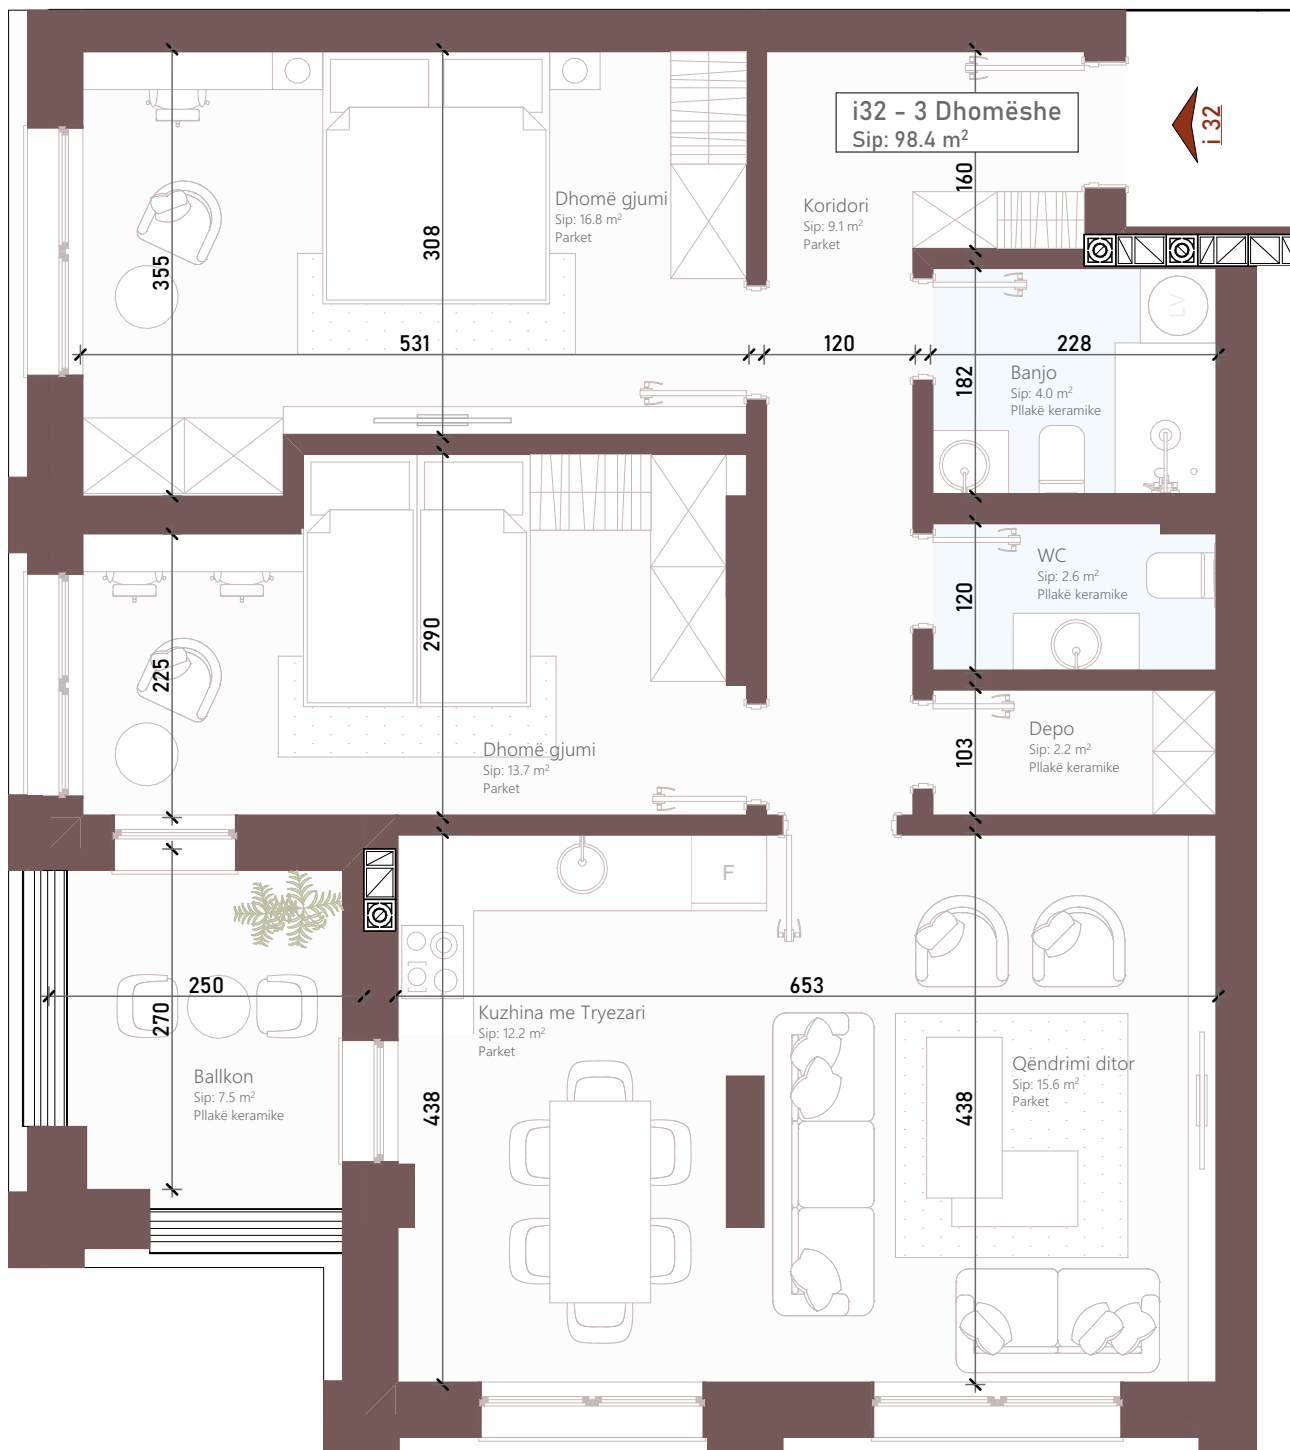 i32 - 3 Dhomëshe
Sip: 98.4 m²
i 32
160
Dhomë gjumi
Sip: 16.8 m²
Parket
Koridori
Sip: 9.1 m²
Parket
355
308
LV
531
120
228
182
Banjo
Sip: 4.0 m²
Pllakë keramike
WC
Sip: 2.6 m²
Pllakë keramike
120
290
225
Dhomë gjumi
Sip: 13.7 m²
Parket
Depo
Sip: 2.2 m²
Pllakë keramike
103
F
250
270
653
Kuzhina me Tryezari
Sip: 12.2 m²
Parket
Ballkon
Sip: 7.5 m²
Pllakë keramike
438
Qëndrimi ditor
Sip: 15.6 m²
Parket
438